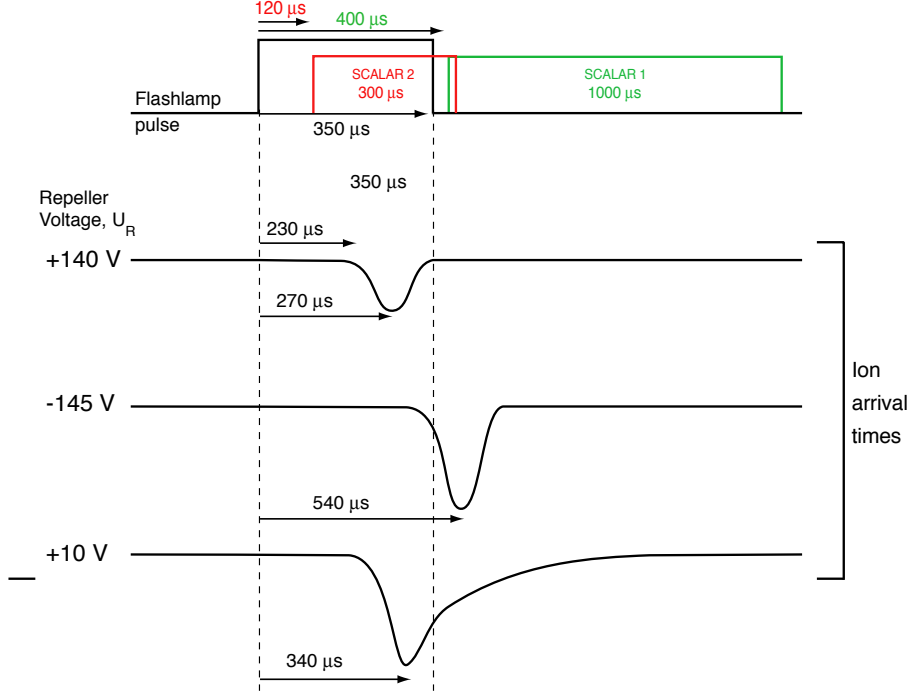 120 µs
400 µs
SCALAR 2
300 µs
SCALAR 1
1000 µs
Flashlamp
pulse
350 µs
350 µs
Repeller
Voltage, U_R
230 µs
+140 V
270 µs
-145 V
540 µs
+10 V
340 µs
Ion
arrival
times